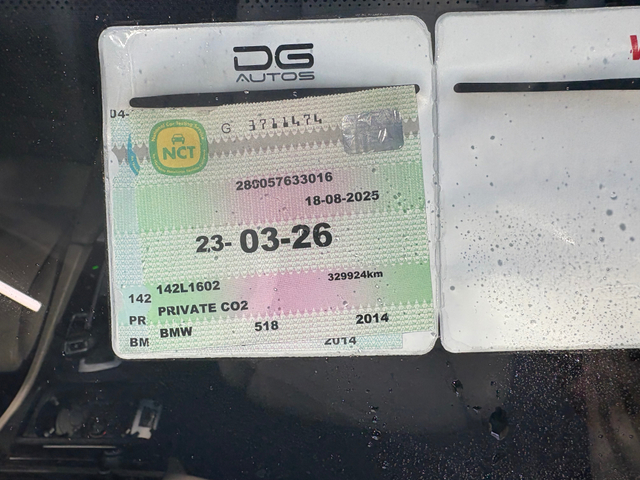 DG
AUTOS
04-
NCT
G 3711474
280057633016
18-08-2025
23-03-26
142L1602
329924km
142
PRIVATE CO2
PR
BMW 518 2014
BM
2014